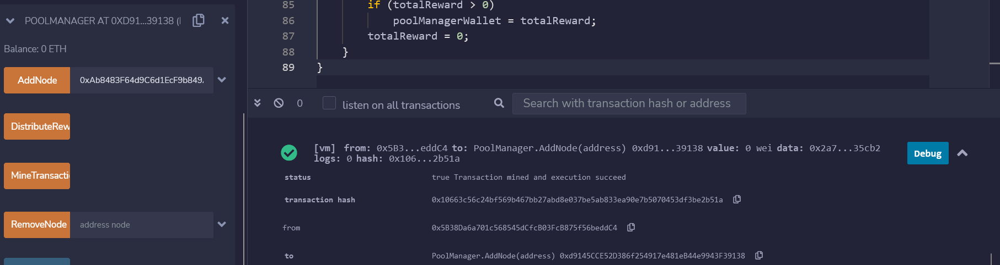 POOLMANAGER AT 0XD91...39138 (
Balance: 0 ETH
AddNode 0xAb8483F64d9C6d1EcF9b849
DistributeRew
MineTransacti
RemoveNode address node
85 if (totalReward > 0)
86 poolManagerWallet = totalReward;
87 totalReward = 0;
88 }
89 }
0 listen on all transactions Search with transaction hash or address
[vm] from: 0x5B3...eddC4 to: PoolManager.AddNode(address) 0xd91...39138 value: 0 wei data: 0x2a7...35cb2
logs: 0 hash: 0x106...2b51a
Debug
status true Transaction mined and execution succeed
transaction hash 0x10663c56c24bf569b467bb27abd8e037be5ab833ea90e7b5070453df3be2b51a
from 0x5B38Da6a701c568545dCfcB03FcB875f56beddC4
to PoolManager.AddNode(address) 0xd9145CCE52D386f254917e481eB44e9943F39138